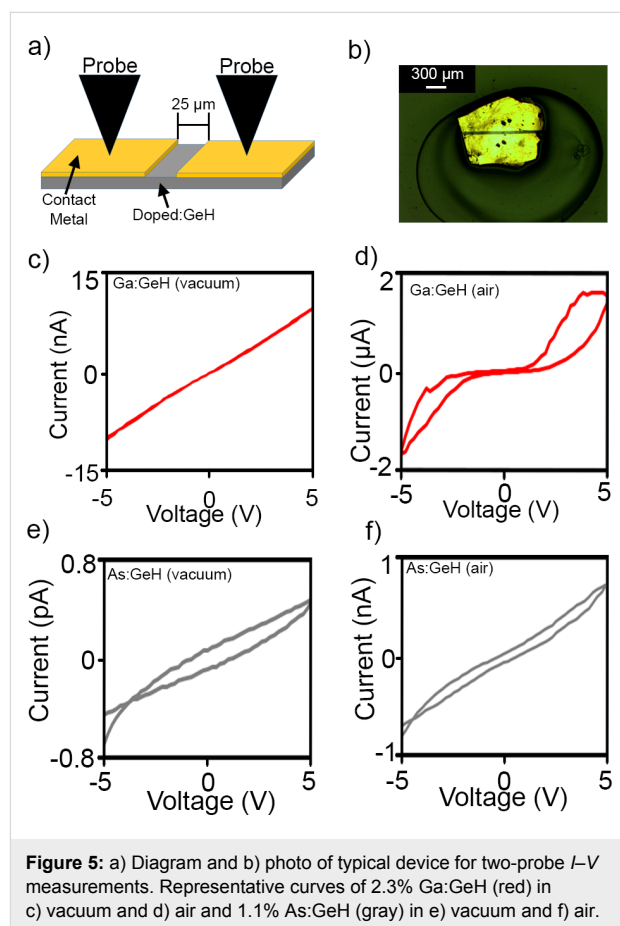 a)
Probe
Probe
25 µm
Contact
Metal
Doped:GeH
b)
300 µm
c)
15
Ga:GeH (vacuum)
Current (nA)
0
-15
-5
0
5
Voltage (V)
d)
2
Ga:GeH (air)
Current (µA)
0
-2
-5
0
5
Voltage (V)
e)
0.8
As:GeH (vacuum)
Current (pA)
0
-0.8
-5
0
5
Voltage (V)
f)
1
As:GeH (air)
Current (nA)
0
-1
-5
0
5
Voltage (V)
Figure 5: a) Diagram and b) photo of typical device for two-probe I–V
measurements. Representative curves of 2.3% Ga:GeH (red) in
c) vacuum and d) air and 1.1% As:GeH (gray) in e) vacuum and f) air.